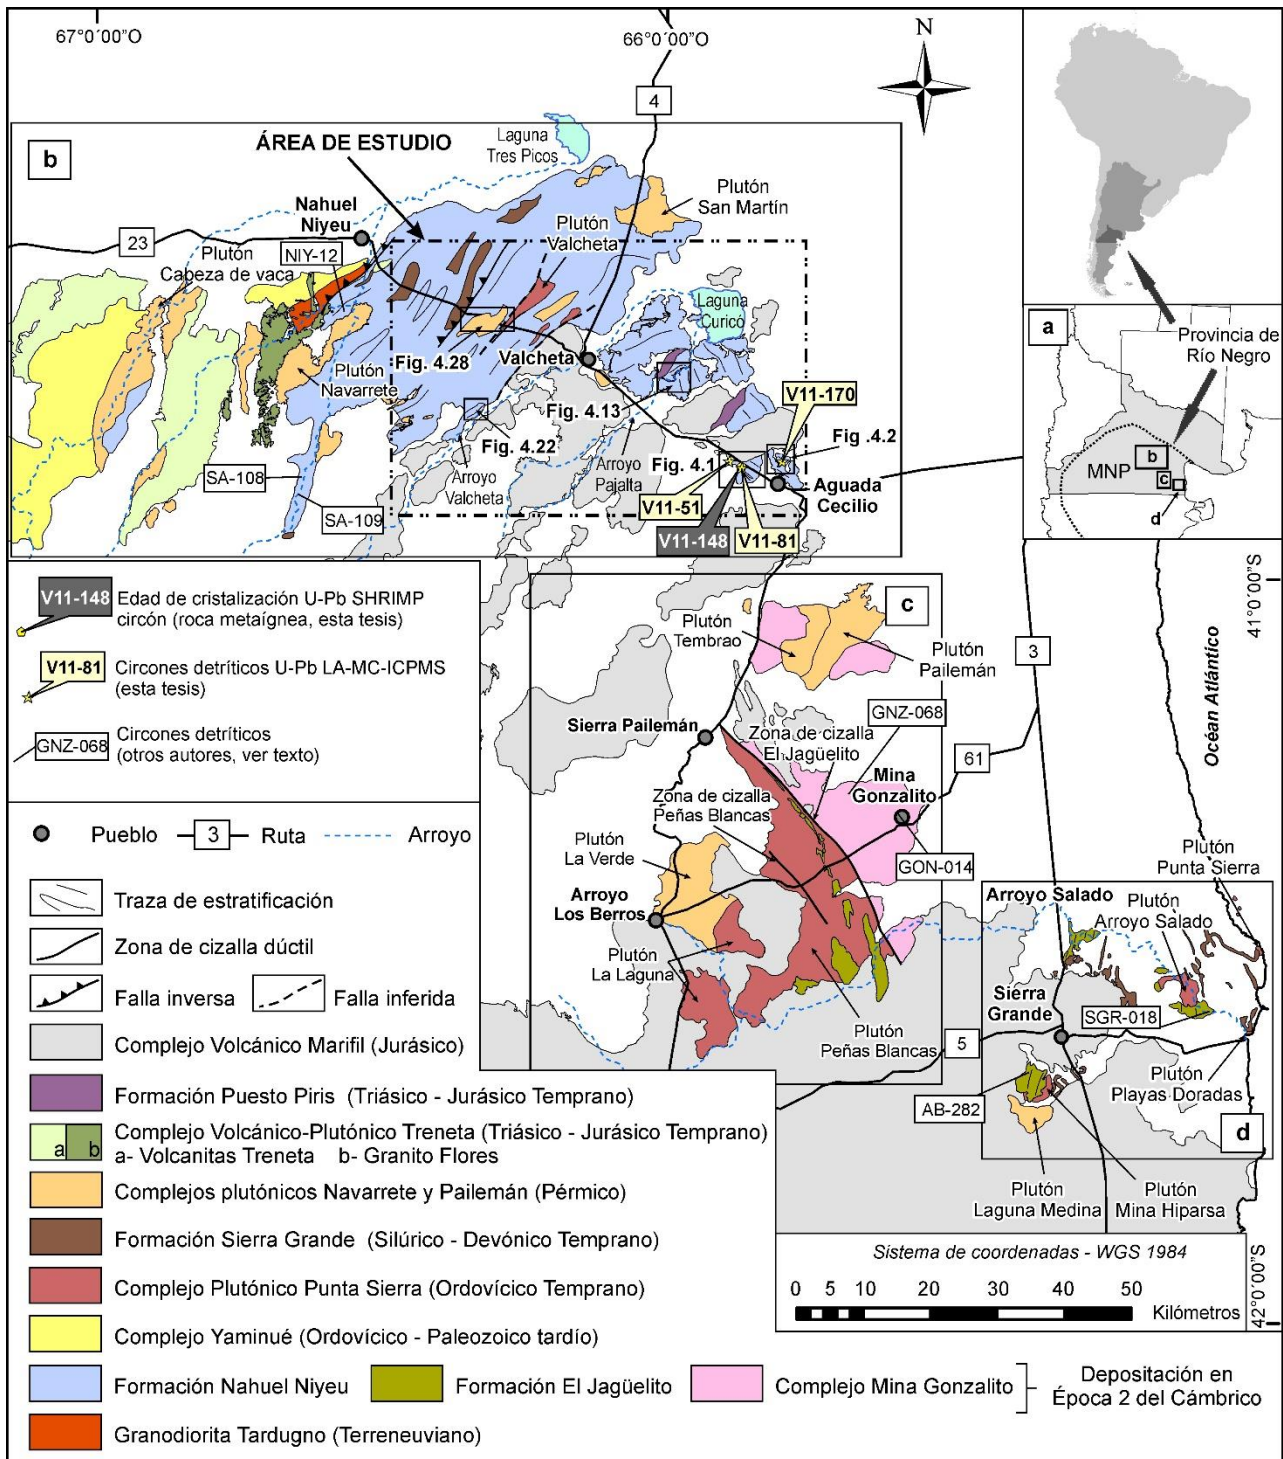 67°0´00”O
66°0´00”O
N
4
b
ÁREA DE ESTUDIO
Laguna
Tres Picos
Nahuel
Niyeu
Plutón
San Martín
23
Plutón
Cabeza de vaca
NIY-12
Plutón
Valcheta
Laguna
Curicó
Fig. 4.28
Valcheta
Plutón
Navarrete
Fig. 4.13
V11-170
Fig. 4.22
Fig .4.2
Arroyo
Valcheta
Arroyo
Pajalta
Fig. 4.1
SA-108
Aguada
Cecilio
V11-51
SA-109
V11-148
V11-81
a
Provincia de
Río Negro
MNP
b
c
d
V11-148
Edad de cristalización U-Pb SHRIMP
circón (roca metaígnea, esta tesis)
V11-81
Circones detríticos U-Pb LA-MC-ICPMS
(esta tesis)
GNZ-068
Circones detríticos
(otros autores, ver texto)
Pueblo
3
Ruta
Arroyo
Traza de estratificación
Zona de cizalla dúctil
Falla inversa
Falla inferida
Complejo Volcánico Marifil (Jurásico)
Formación Puesto Piris (Triásico - Jurásico Temprano)
a
b
Complejo Volcánico-Plutónico Treneta (Triásico - Jurásico Temprano)
a- Volcanitas Treneta b- Granito Flores
Complejos plutónicos Navarrete y Pailemán (Pérmico)
Formación Sierra Grande (Silúrico - Devónico Temprano)
Complejo Plutónico Punta Sierra (Ordovícico Temprano)
Complejo Yaminué (Ordovícico - Paleozoico tardío)
Formación Nahuel Niyeu
Formación El Jagüelito
Complejo Mina Gonzalito
Depositación en
Época 2 del Cámbrico
Granodiorita Tardugno (Terreneuviano)
c
Plutón
Tembrao
Plutón
Pailemán
3
41°0´00”S
Océan Atlántico
Sierra Pailemán
GNZ-068
Zona de cizalla
El Jagüelito
61
Mina
Gonzalito
Zona de cizalla
Peñas Blancas
Plutón
La Verde
GON-014
Arroyo
Los Berros
Plutón
La Laguna
Plutón
Peñas Blancas
5
Plutón
Punta Sierra
Arroyo Salado
Plutón
Arroyo Salado
Sierra
Grande
SGR-018
Plutón
Playas Doradas
AB-282
d
Plutón
Laguna Medina
Plutón
Mina Hiparsa
Sistema de coordenadas - WGS 1984
0 5 10 20 30 40 50
Kilómetros
42°0´00”S